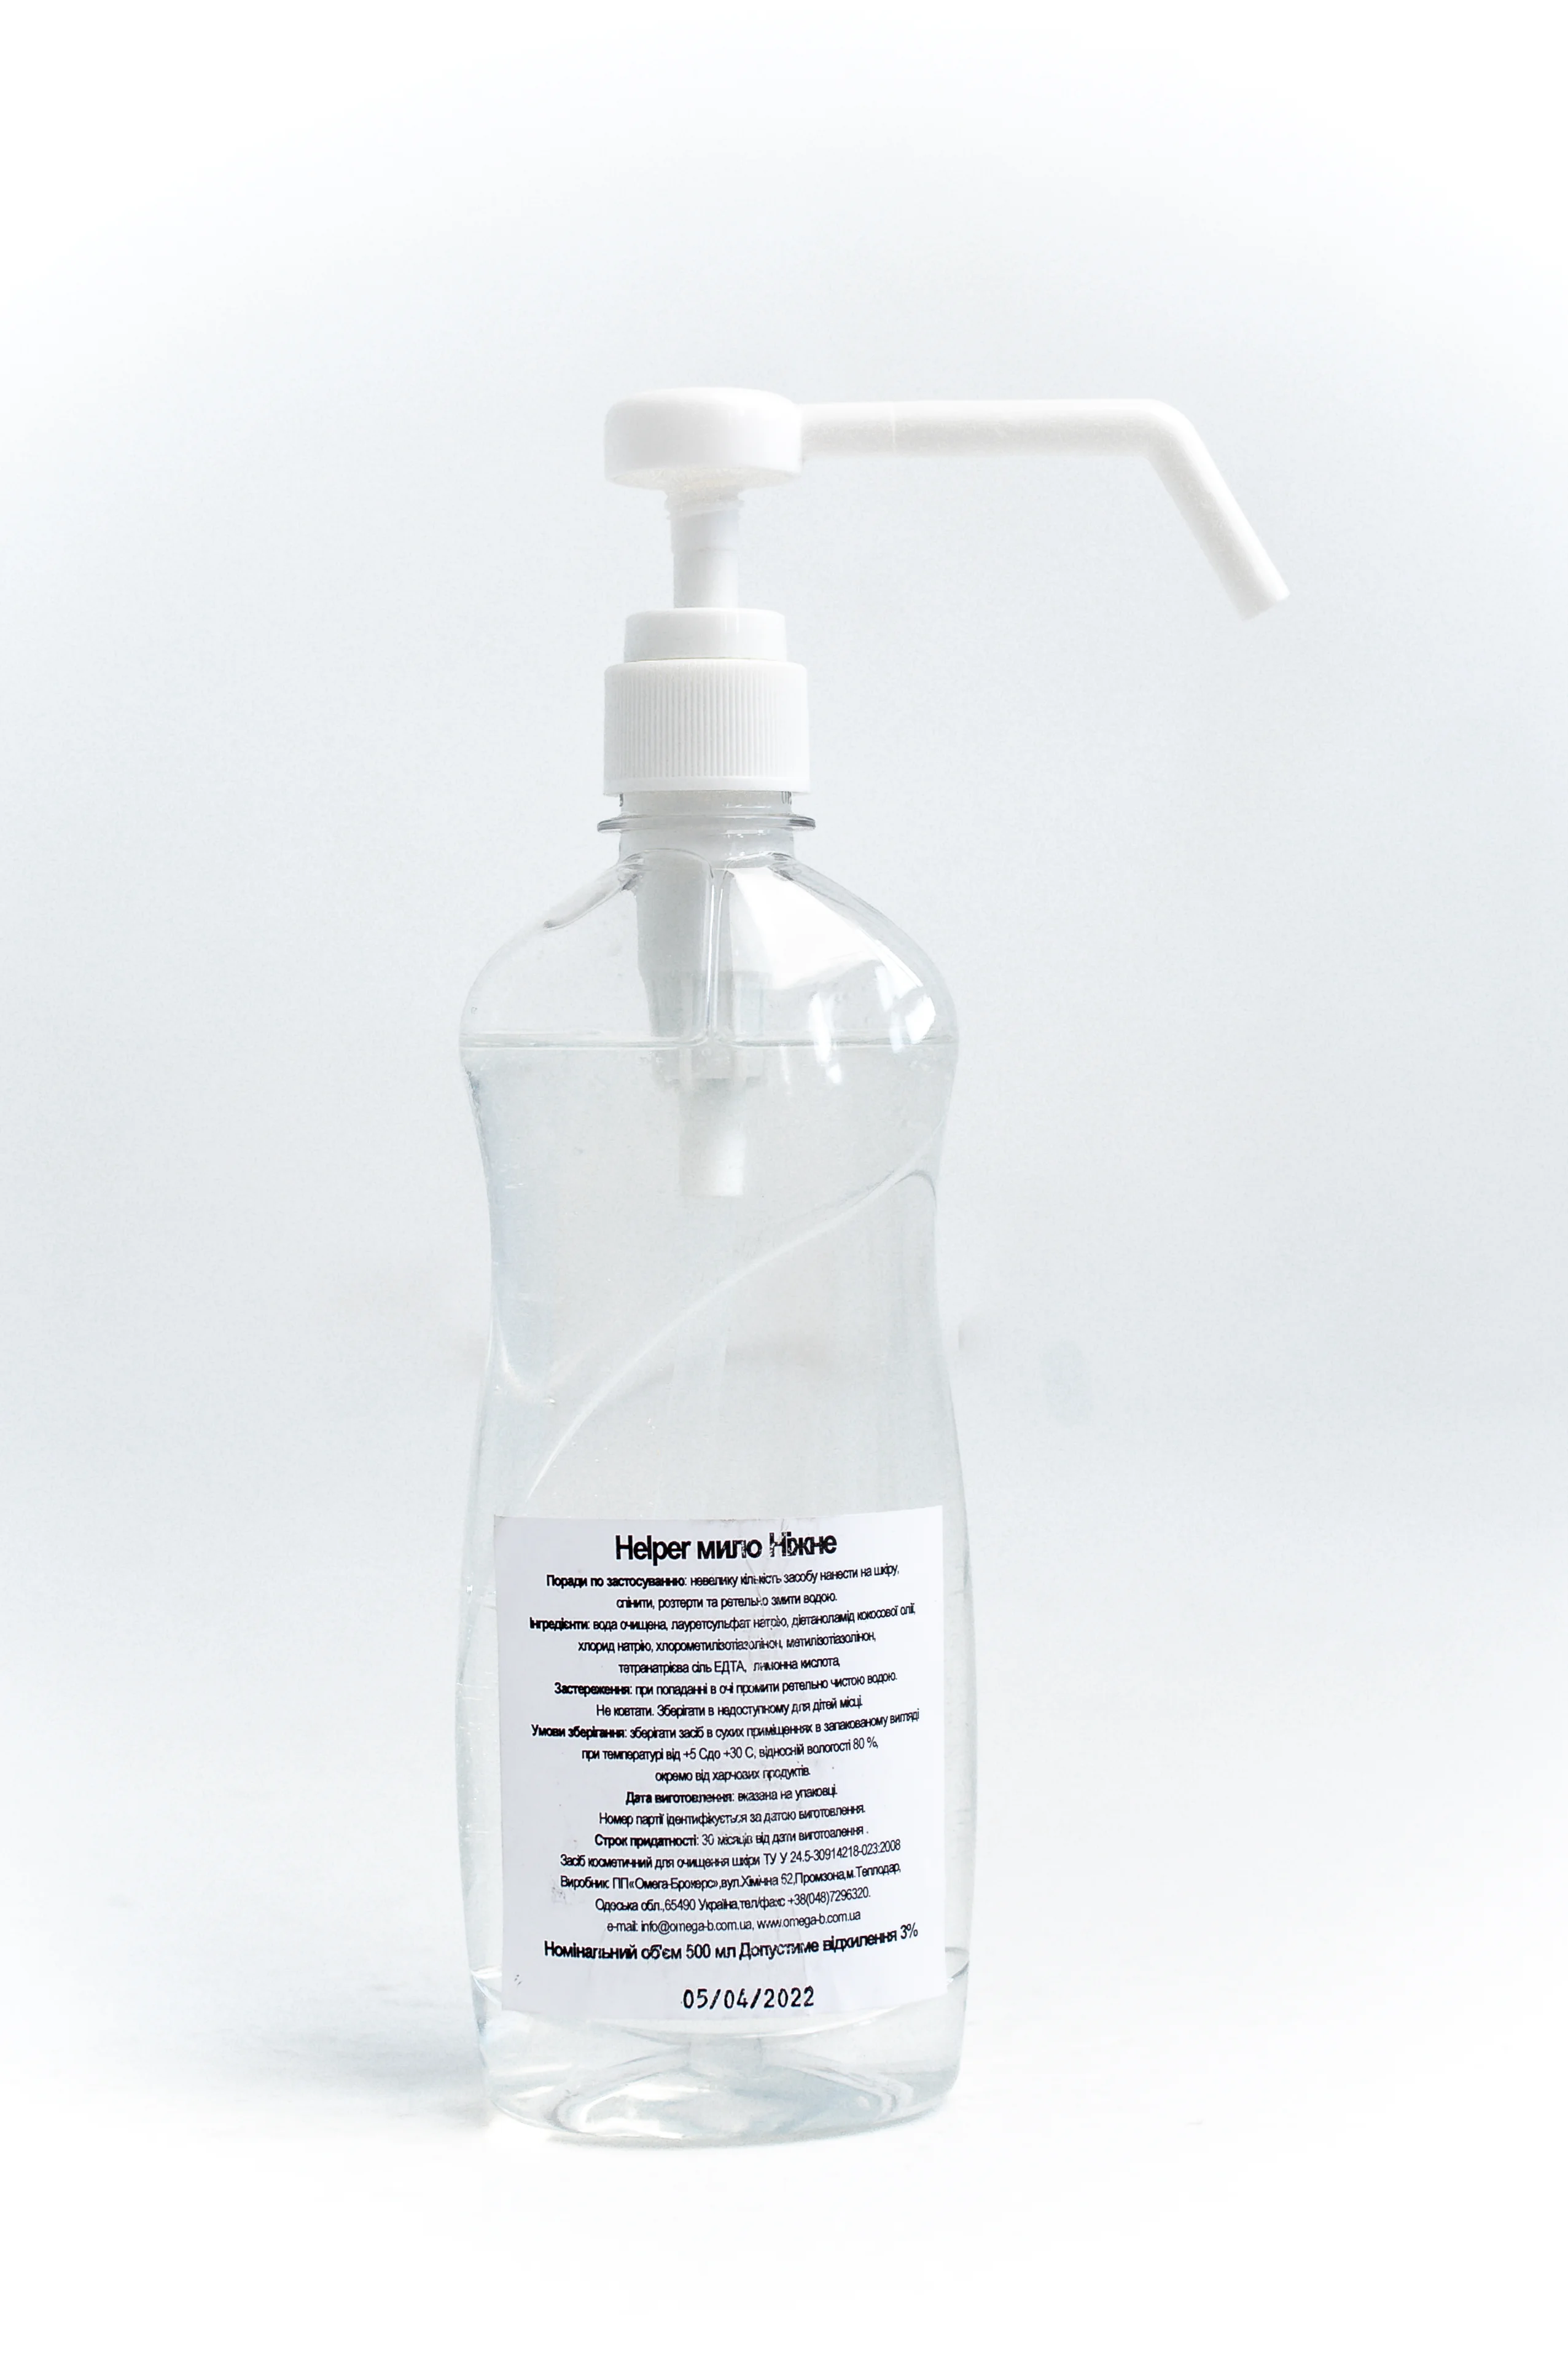 Helper мило Ніжне
Поради по застосуванню: невелику кількість засобу нанести на шкіру,
спінити, розтерти та ретельно змити водою.
Інгредієнти: вода очищена, лауретсульфат натрію, діетаноламід кокосової олії,
хлорид натрію, хлорометилізотіазолінон, метилізотіазолінон,
тетранатрієва сіль ЕДТА, лимонна кислота,
Застереження: при попаданні в очі промити ретельно чистою водою.
Не ковтати. Зберігати в недоступному для дітей місці.
Умови зберігання: зберігати засіб в сухих приміщеннях в запакованому вигляді
при температурі від +5 Сдо +30 С, відносній вологості 80 %,
окремо від харчових продуктів.
Дата виготовлення: вказана на упаковці.
Номер партії ідентифікується за датою виготовлення.
Строк придатності: 30 місяців від дати виготовлення .
Засіб косметичний для очищення шкіри ТУ У 24.5-30914218-023:2008
Виробник: ПП«Омега-Брокерс»,вул.Хімічна 62,Промзона,м.Теплодар,
Одеська обл.,65490 Україна,тел/факс +38(048)7296320.
e-mail: info@omega-b.com.ua, www.omega-b.com.ua
Номінальний об'єм 500 мл Допустиме відхилення 3%
05/04/2022